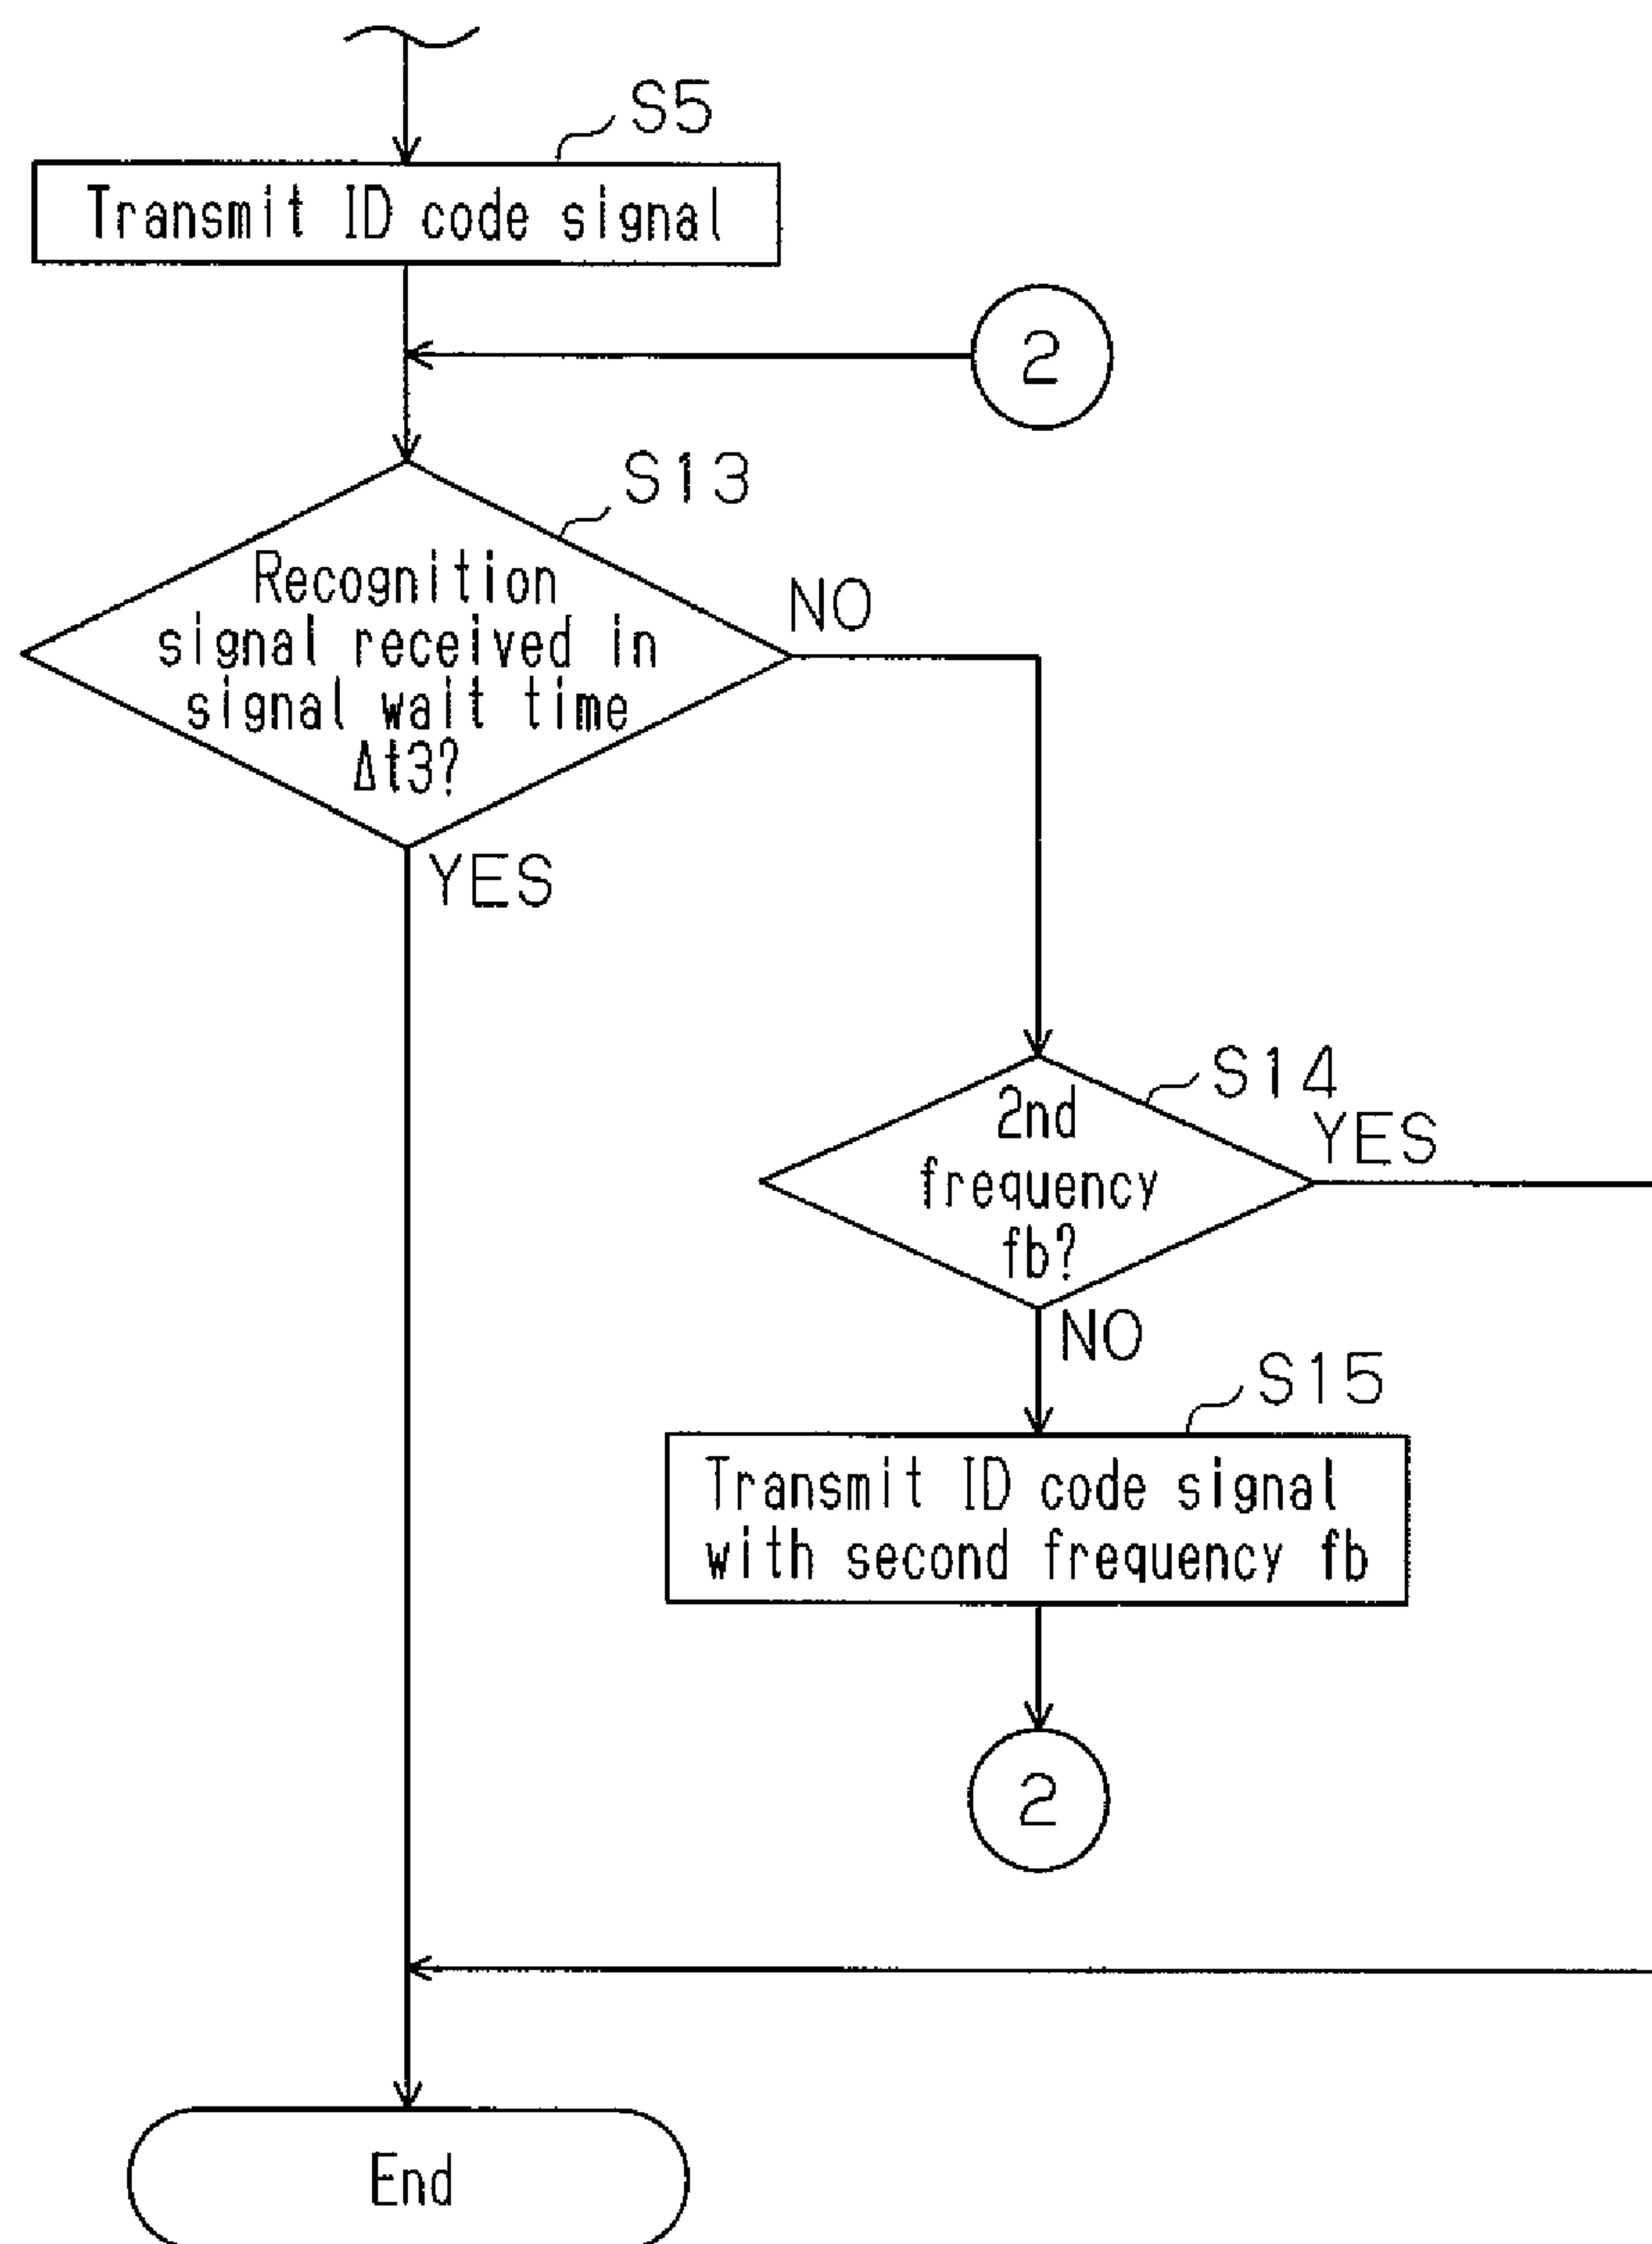 S5
Transmit ID code signal
2
S13
Recognition
signal received in
signal wait time
Δt3?
NO
YES
S14
2nd
frequency
fb?
YES
NO
S15
Transmit ID code signal
with second frequency fb
2
End